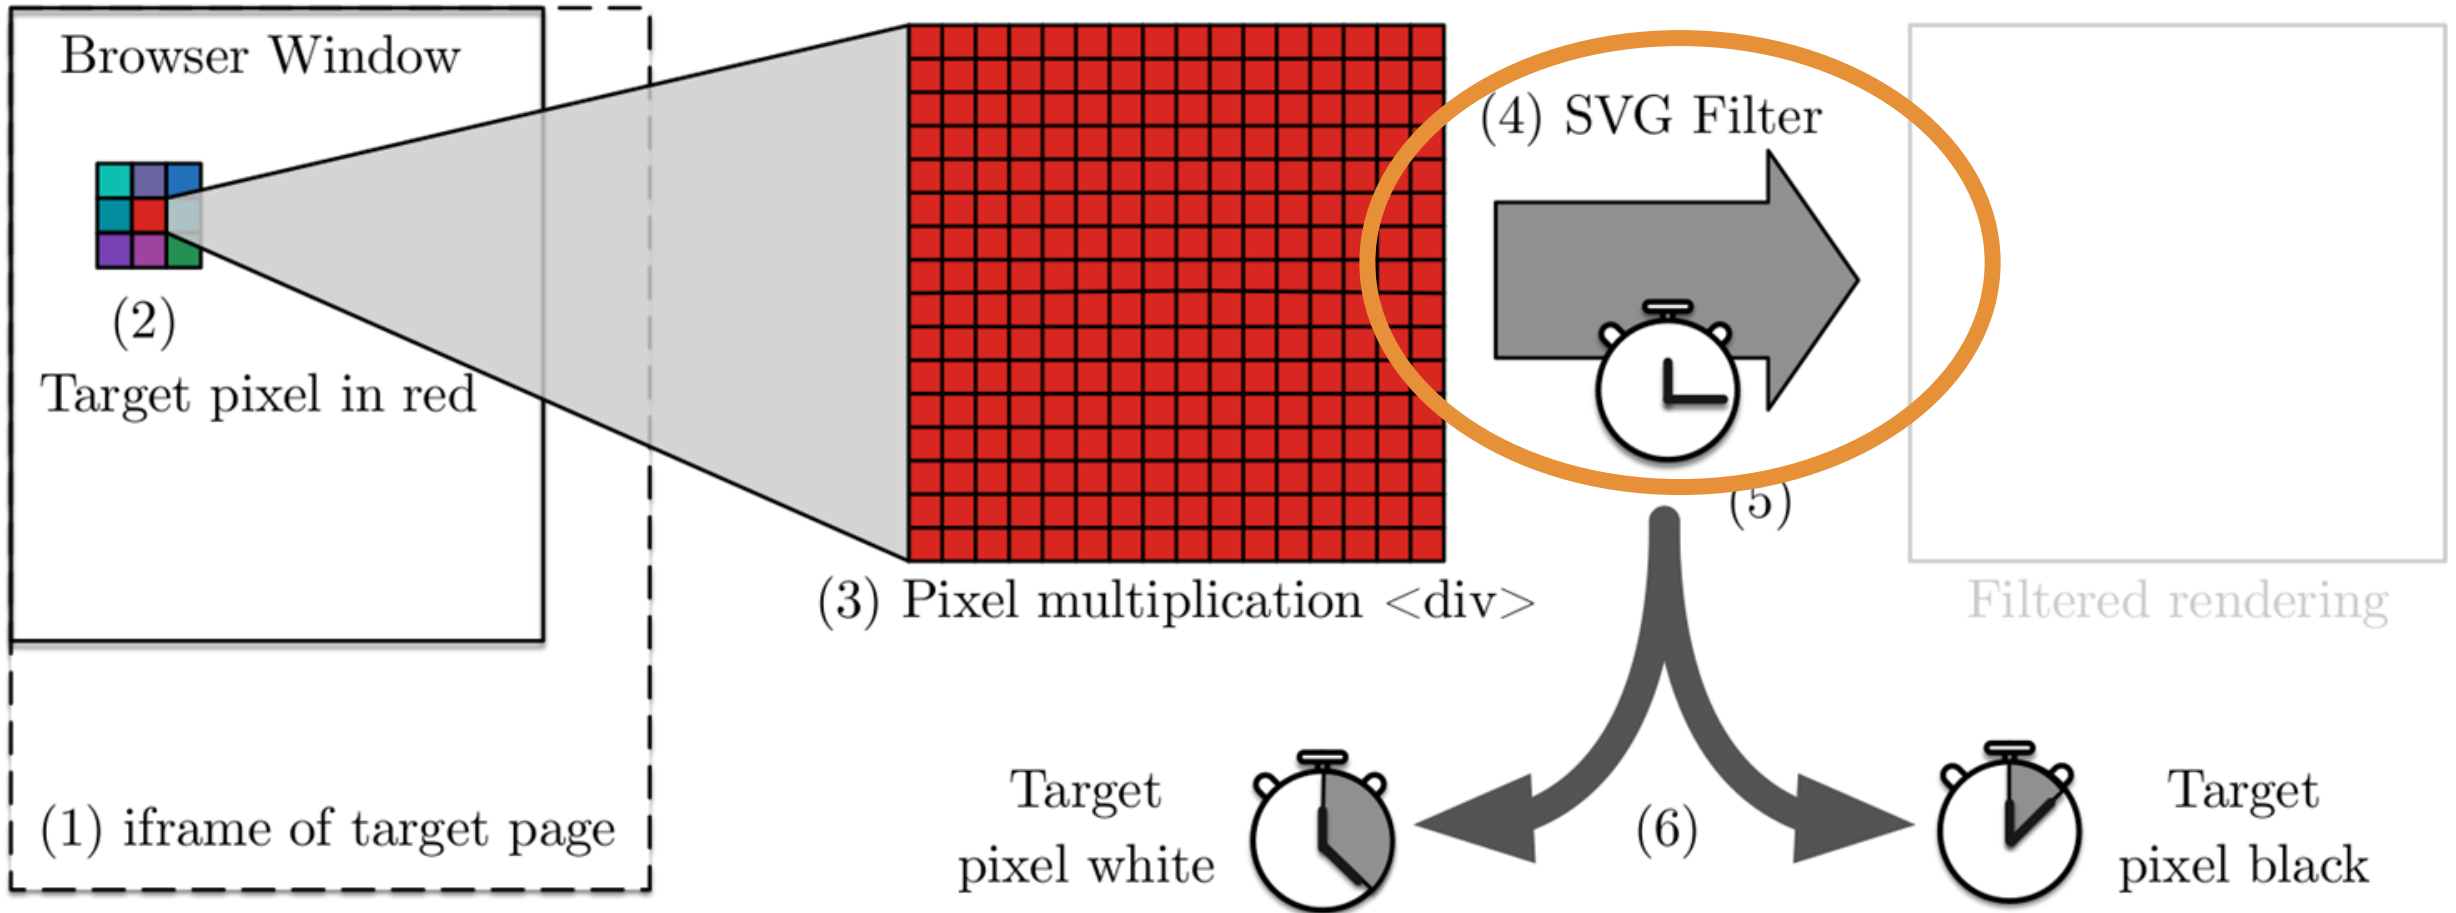 Browser Window
(2)
Target pixel in red
(1) iframe of target page
(3) Pixel multiplication <div>
(4) SVG Filter
(5)
Filtered rendering
Target
pixel white
(6)
Target
pixel black